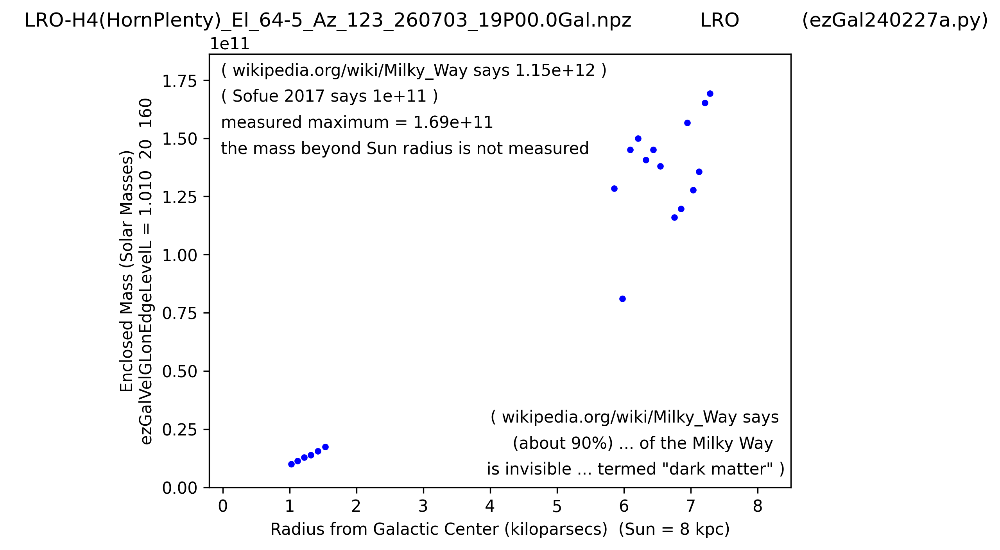 LRO-H4(HornPlenty)_El_64-5_Az_123_260703_19P00.0Gal.npz LRO (ezGal240227a.py)
1e11
( wikipedia.org/wiki/Milky_Way says 1.15e+12 )
( Sofue 2017 says 1e+11 )
measured maximum = 1.69e+11
the mass beyond Sun radius is not measured
1.75
1.50
1.25
1.00
0.75
0.50
0.25
0.00
Enclosed Mass (Solar Masses)
ezGalVelGLonEdgeLevelL = 1.010 20 160
( wikipedia.org/wiki/Milky_Way says
(about 90%) ... of the Milky Way
is invisible ... termed "dark matter" )
0 1 2 3 4 5 6 7 8
Radius from Galactic Center (kiloparsecs) (Sun = 8 kpc)